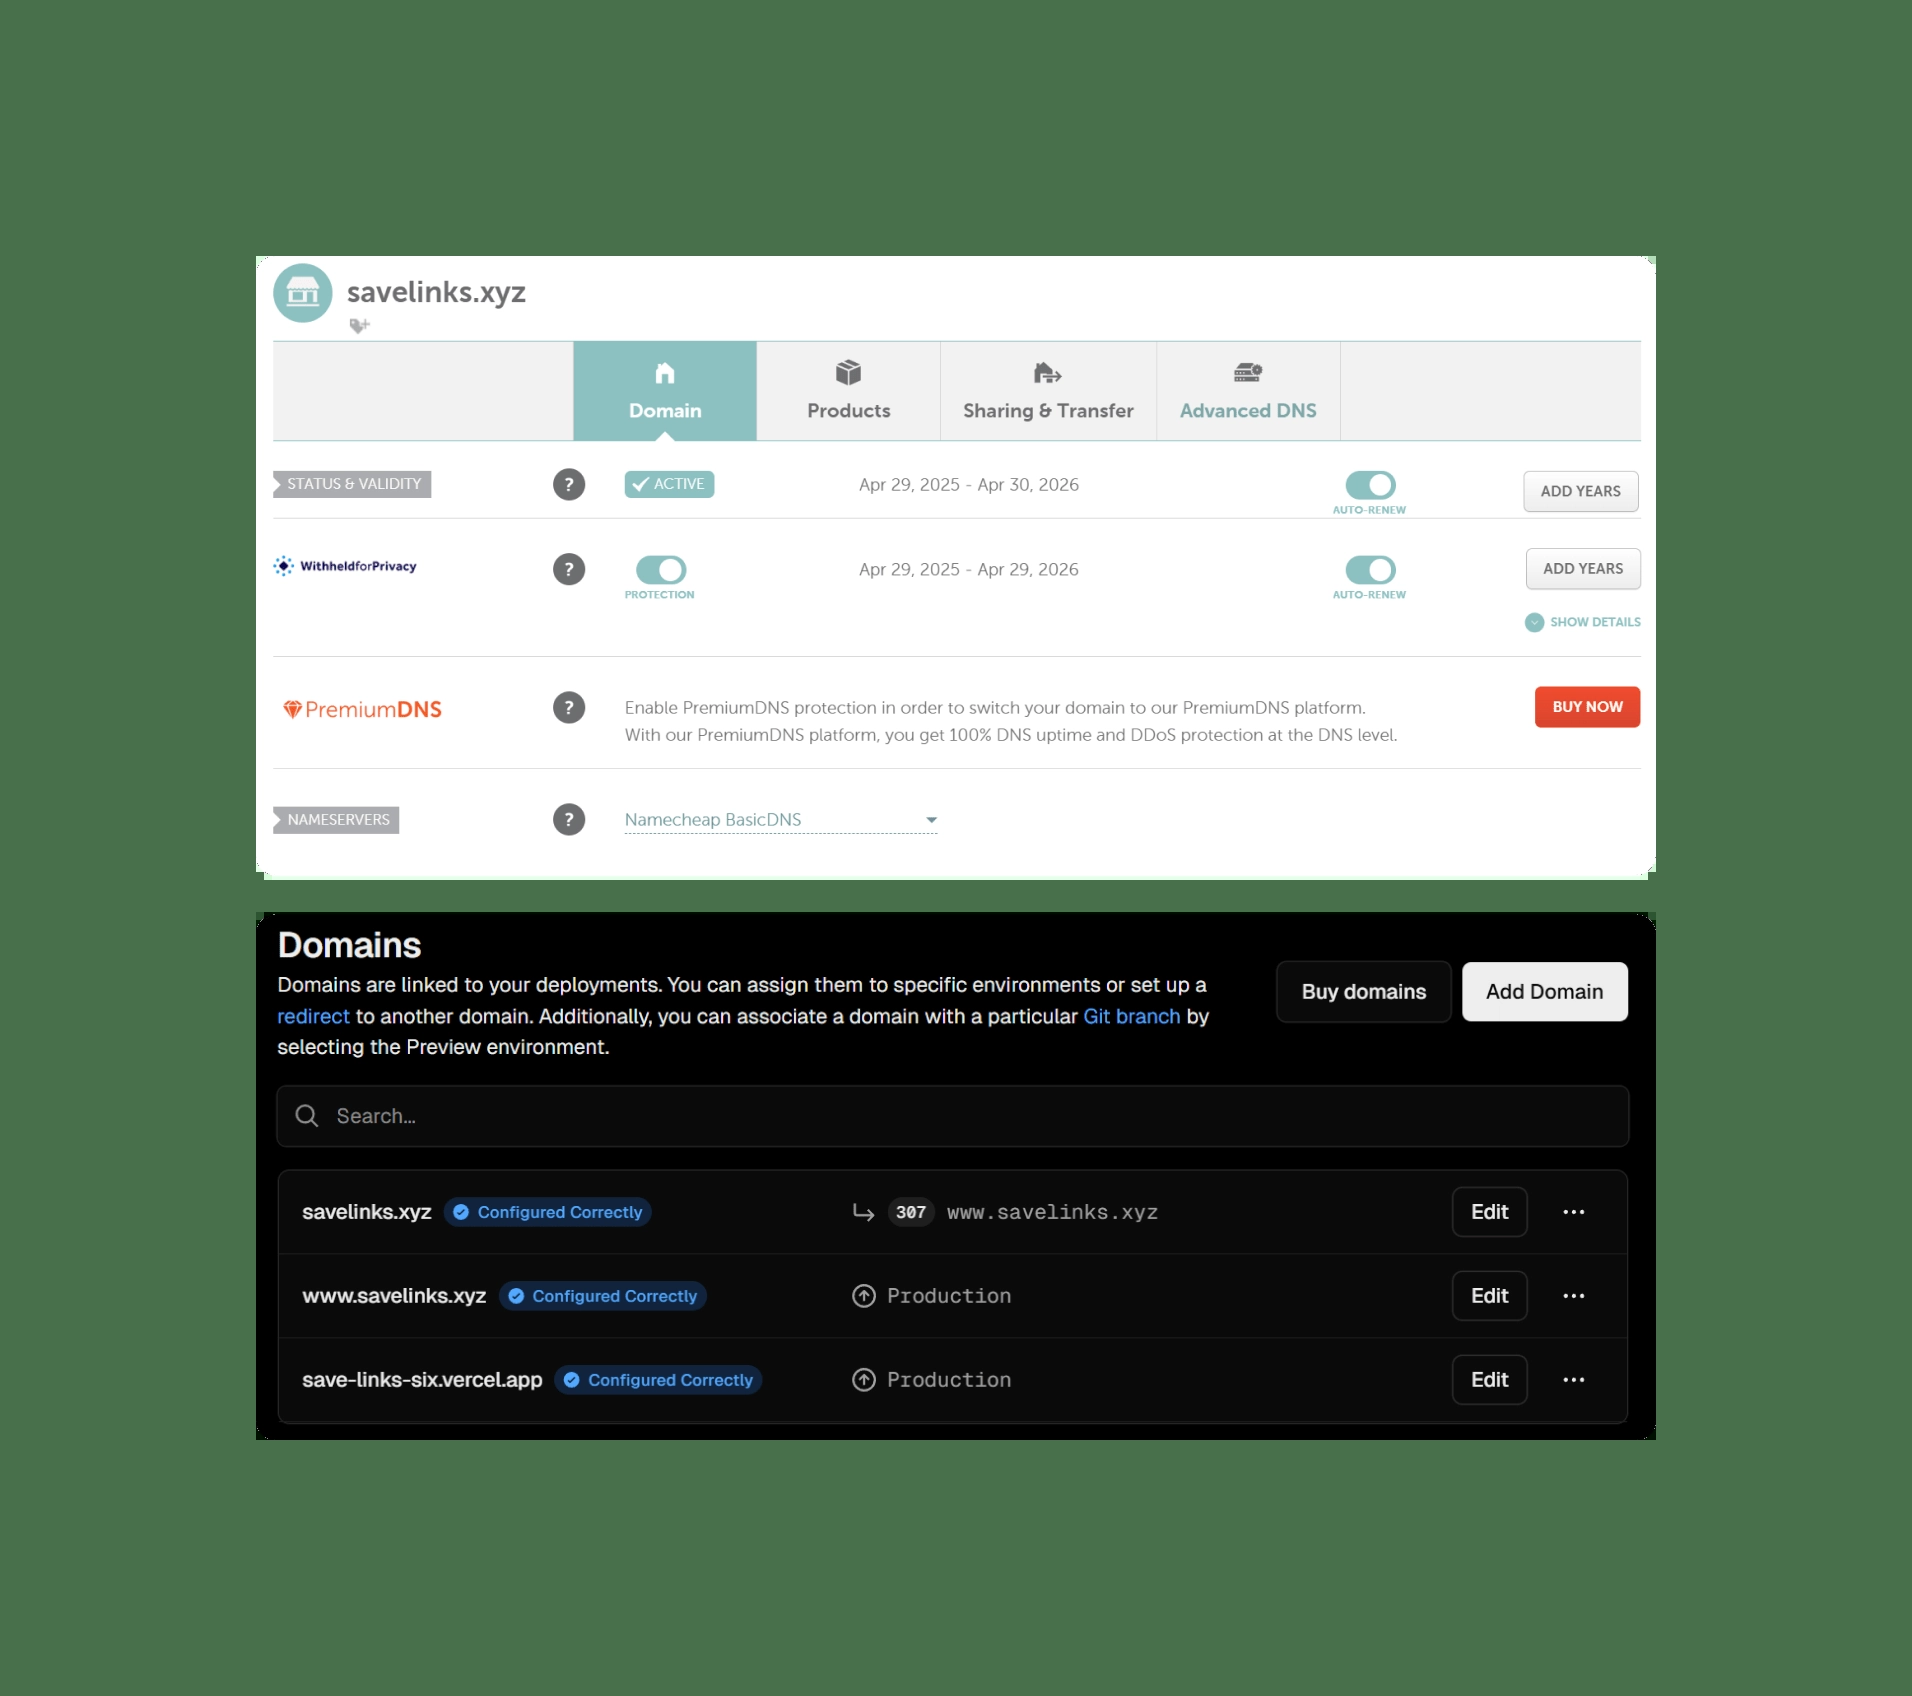 savelinks.xyz
Domain
Products
Sharing & Transfer
Advanced DNS
STATUS & VALIDITY
?
ACTIVE
Apr 29, 2025 - Apr 30, 2026
AUTO-RENEW
ADD YEARS
WithheldforPrivacy
?
PROTECTION
Apr 29, 2025 - Apr 29, 2026
AUTO-RENEW
ADD YEARS
SHOW DETAILS
PremiumDNS
?
Enable PremiumDNS protection in order to switch your domain to our PremiumDNS platform.
With our PremiumDNS platform, you get 100% DNS uptime and DDoS protection at the DNS level.
BUY NOW
NAMESERVERS
?
Namecheap BasicDNS
Domains
Domains are linked to your deployments. You can assign them to specific environments or set up a
redirect to another domain. Additionally, you can associate a domain with a particular Git branch by
selecting the Preview environment.
Buy domains
Add Domain
Search...
savelinks.xyz Configured Correctly 307 www.savelinks.xyz Edit
www.savelinks.xyz Configured Correctly Production Edit
save-links-six.vercel.app Configured Correctly Production Edit